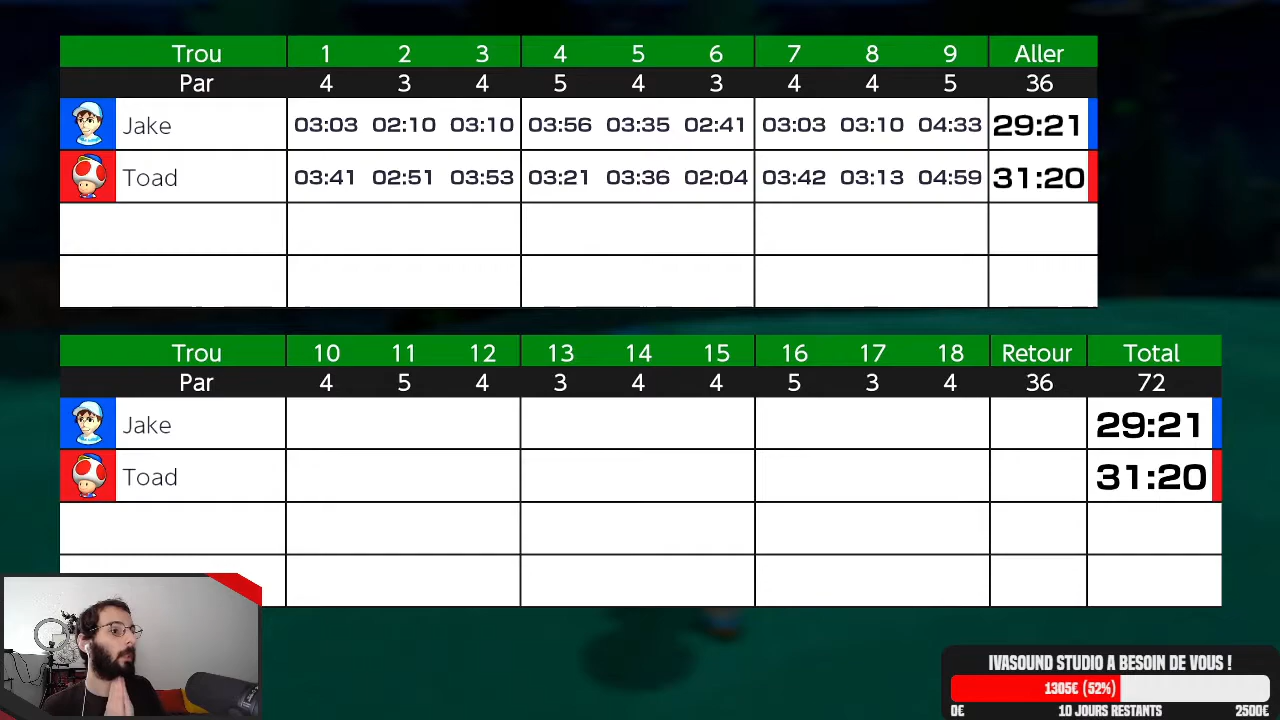 Trou 1 2 3 4 5 6 7 8 9 Aller
Par 4 3 4 5 4 3 4 4 5 36
Jake 03:03 02:10 03:10 03:56 03:35 02:41 03:03 03:10 04:33 29:21
Toad 03:41 02:51 03:53 03:21 03:36 02:04 03:42 03:13 04:59 31:20
Trou 10 11 12 13 14 15 16 17 18 Retour Total
Par 4 5 4 3 4 4 5 3 4 36 72
Jake 29:21
Toad 31:20
IVASOUND STUDIO A BESOIN DE VOUS !
1305€ (52%)
0€ 10 JOURS RESTANTS 2500€